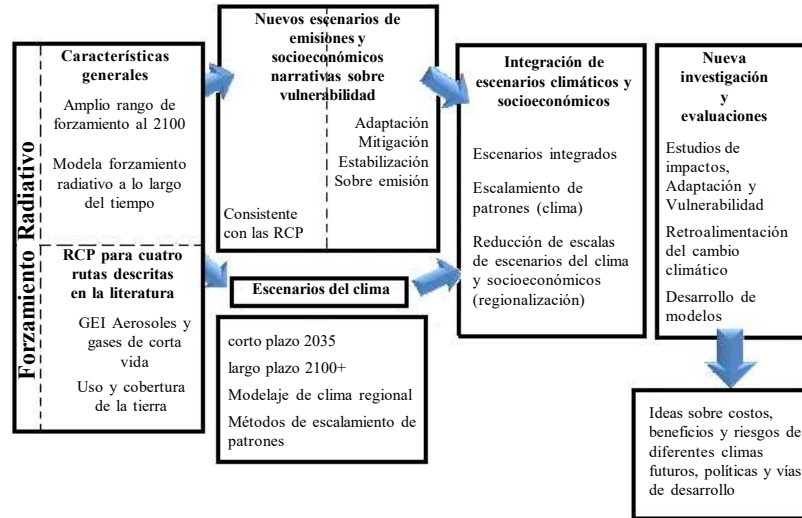 Forzamiento Radiativo
Características
generales
Amplio rango de
forzamiento al 2100
Modela forzamiento
radiativo a lo largo
del tiempo
RCP para cuatro
rutas descritas
en la literatura
GEI Aerosoles y
gases de corta
vida
Uso y cobertura
de la tierra
Nuevos escenarios de
emisiones y
socioeconómicos
narrativas sobre
vulnerabilidad
Adaptación
Mitigación
Estabilización
Sobre emisión
Consistente
con las RCP
Escenarios del clima
corto plazo 2035
largo plazo 2100+
Modelaje de clima regional
Métodos de escalamiento de
patrones
Integración de
escenarios climáticos y
socioeconómicos
Escenarios integrados
Escalamiento de
patrones (clima)
Reducción de escalas
de escenarios del clima
y socioeconómicos
(regionalización)
Nueva
investigación
y
evaluaciones
Estudios de
impactos,
Adaptación y
Vulnerabilidad
Retroalimentación
del cambio
climático
Desarrollo de
modelos
Ideas sobre costos,
beneficios y riesgos de
diferentes climas
futuros, políticas y vías
de desarrollo